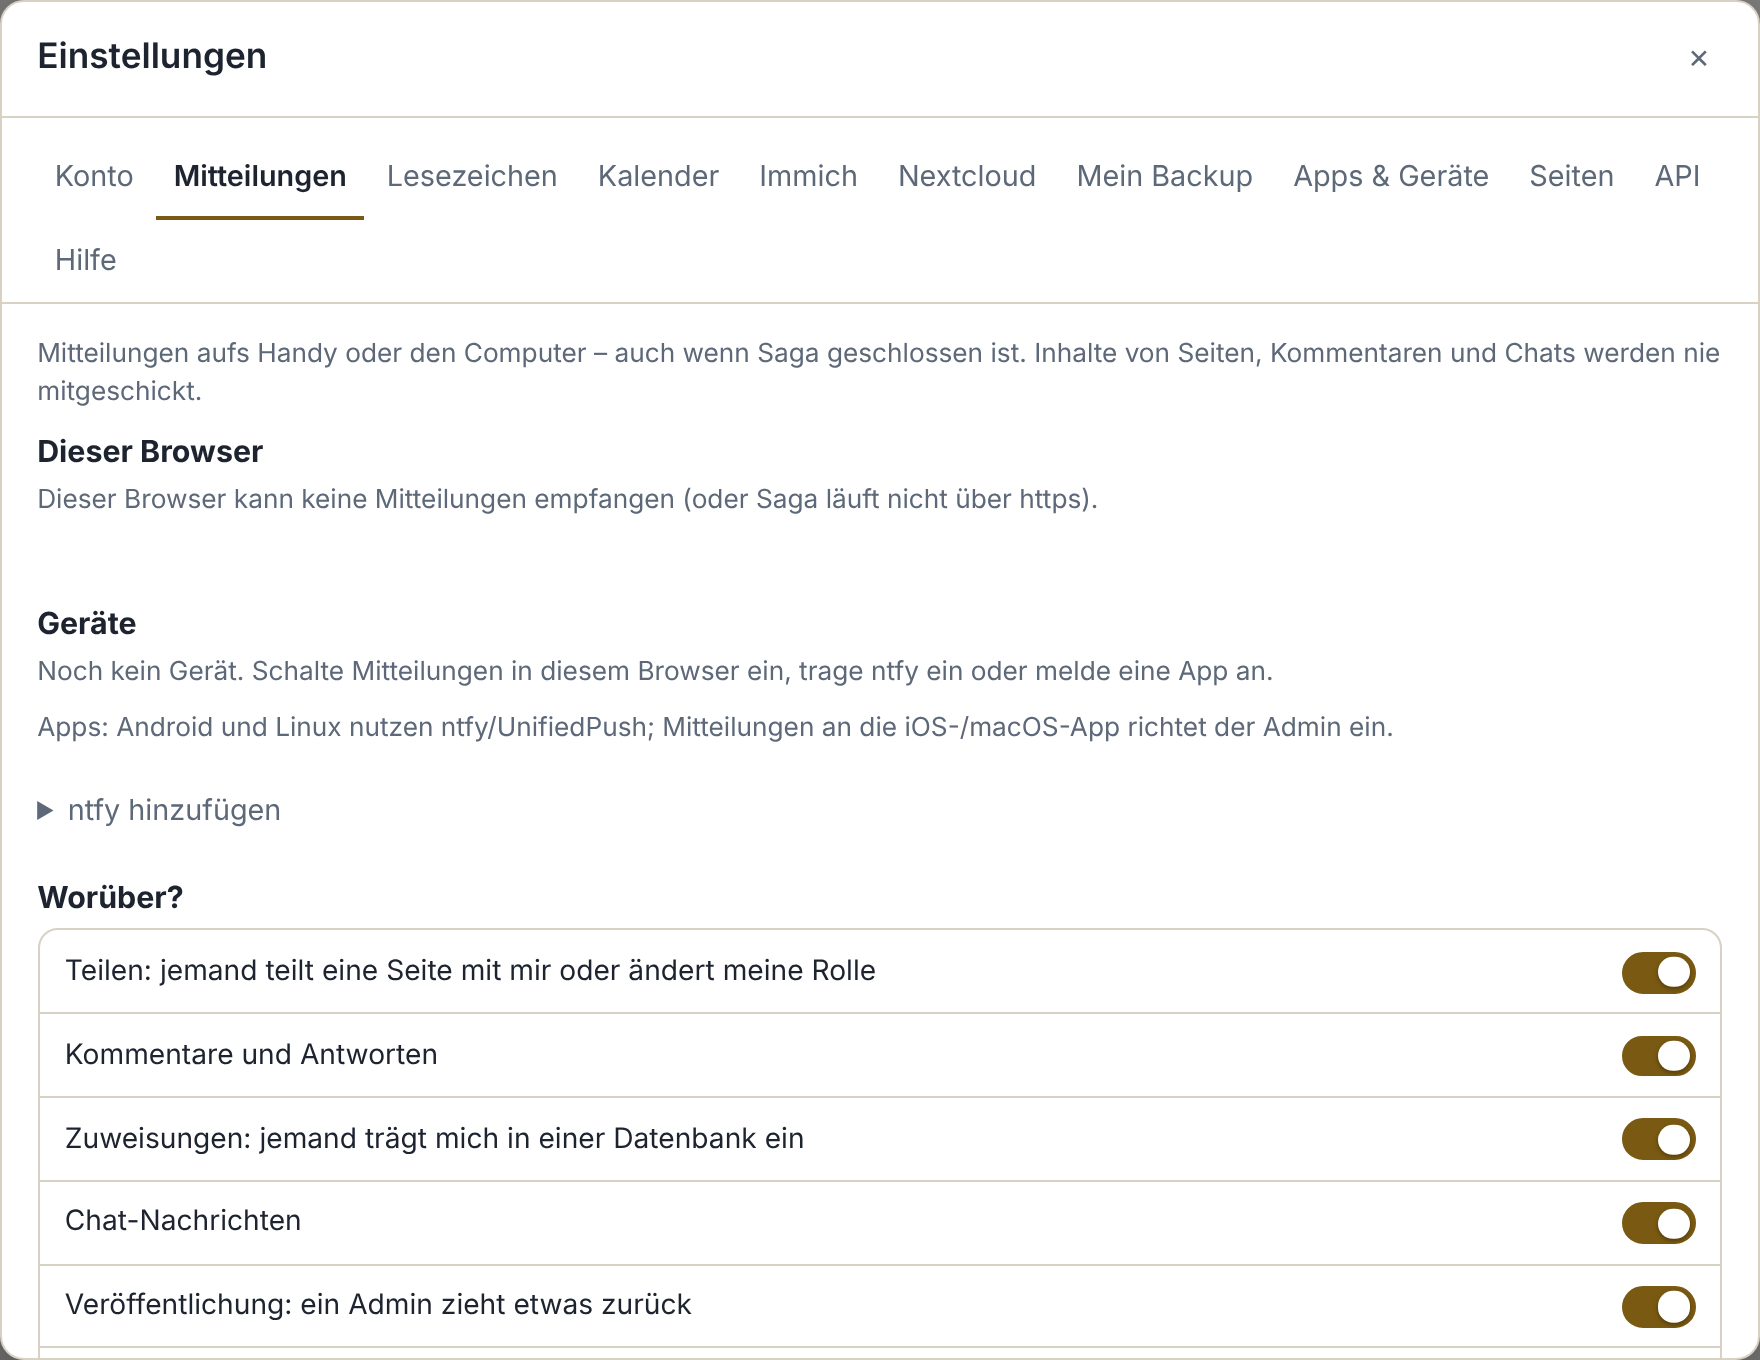 Einstellungen
×
Konto Mitteilungen Lesezeichen Kalender Immich Nextcloud Mein Backup Apps & Geräte Seiten API
Hilfe
Mitteilungen aufs Handy oder den Computer – auch wenn Saga geschlossen ist. Inhalte von Seiten, Kommentaren und Chats werden nie
mitgeschickt.
Dieser Browser
Dieser Browser kann keine Mitteilungen empfangen (oder Saga läuft nicht über https).
Geräte
Noch kein Gerät. Schalte Mitteilungen in diesem Browser ein, trage ntfy ein oder melde eine App an.
Apps: Android und Linux nutzen ntfy/UnifiedPush; Mitteilungen an die iOS-/macOS-App richtet der Admin ein.
ntfy hinzufügen
Worüber?
Teilen: jemand teilt eine Seite mit mir oder ändert meine Rolle
Kommentare und Antworten
Zuweisungen: jemand trägt mich in einer Datenbank ein
Chat-Nachrichten
Veröffentlichung: ein Admin zieht etwas zurück